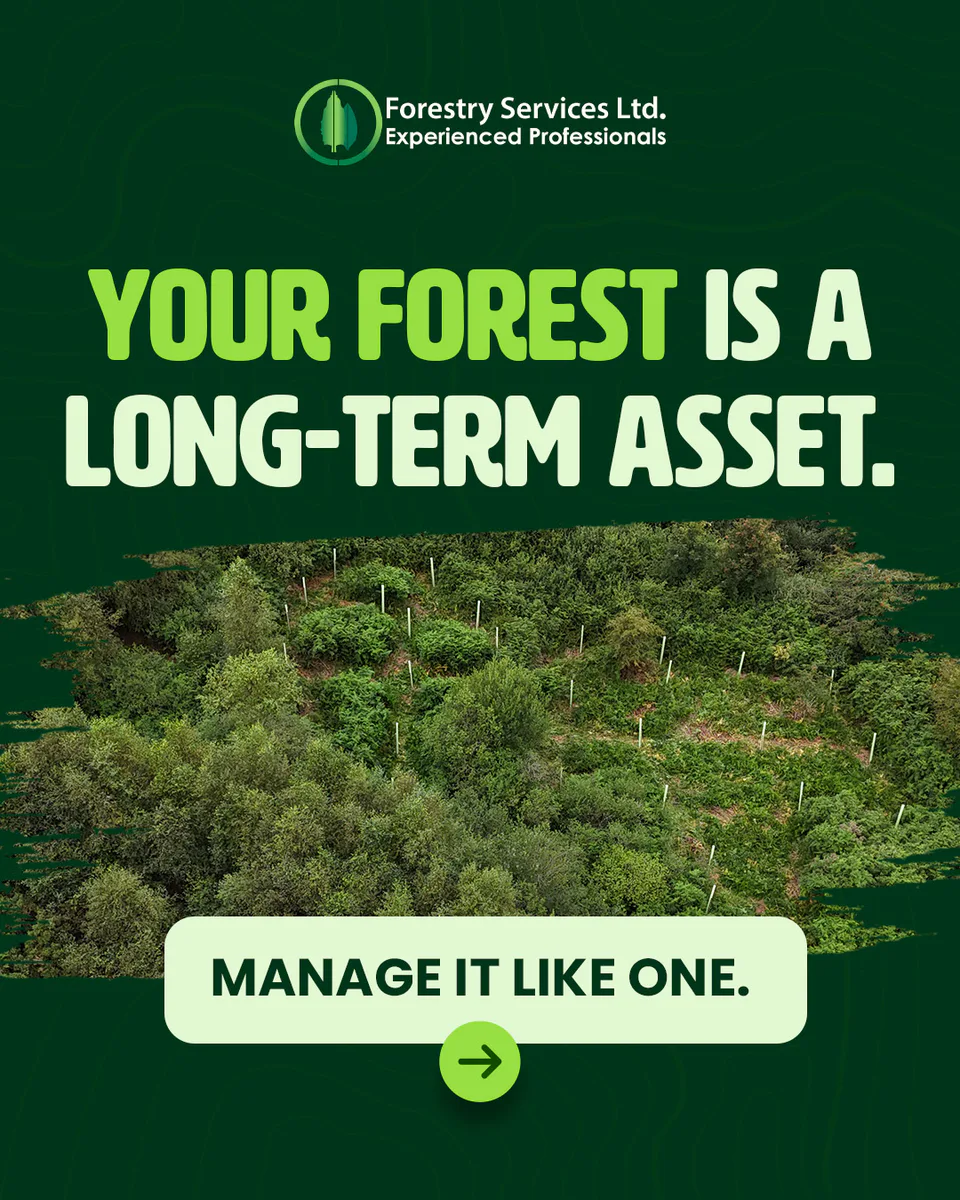 Forestry Services Ltd.
Experienced Professionals
YOUR FOREST IS A
LONG-TERM ASSET.
MANAGE IT LIKE ONE.